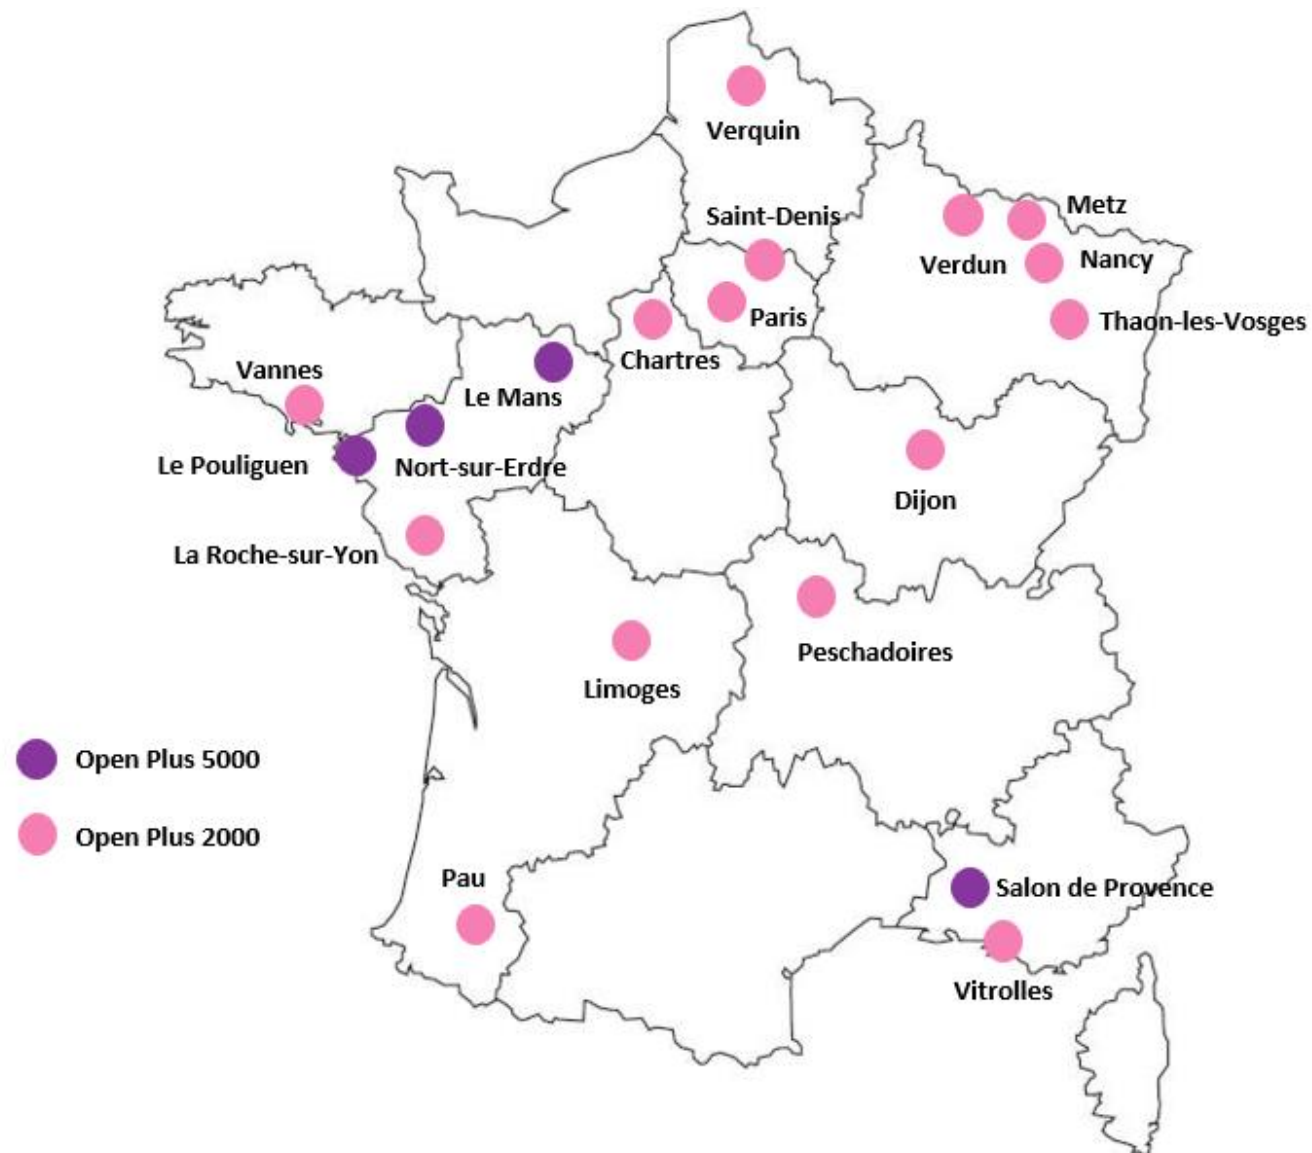 Verquin
Saint-Denis
Metz
Verdun
Nancy
Paris
Thaon-les-Vosges
Chartres
Vannes
Le Mans
Le Pouliguen
Nort-sur-Erdre
Dijon
La Roche-sur-Yon
Peschadoires
Limoges
Open Plus 5000
Open Plus 2000
Pau
Salon de Provence
Vitrolles